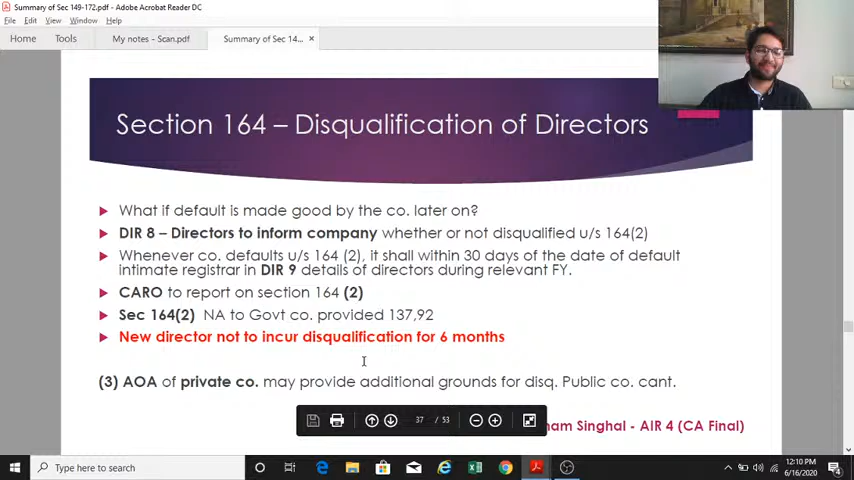 Summary of Sec 149-172.pdf - Adobe Acrobat Reader DC
File Edit View Window Help
Home Tools My notes - Scan.pdf Summary of Sec 14... ×
Section 164 – Disqualification of Directors
What if default is made good by the co. later on?
DIR 8 – Directors to inform company whether or not disqualified u/s 164(2)
Whenever co. defaults u/s 164 (2), it shall within 30 days of the date of default
intimate registrar in DIR 9 details of directors during relevant FY.
CARO to report on section 164 (2)
Sec 164(2) NA to Govt co. provided 137,92
New director not to incur disqualification for 6 months
(3) AOA of private co. may provide additional grounds for disq. Public co. cant.
37 / 53
ham Singhal - AIR 4 (CA Final)
Type here to search
12:10 PM
6/16/2020
4